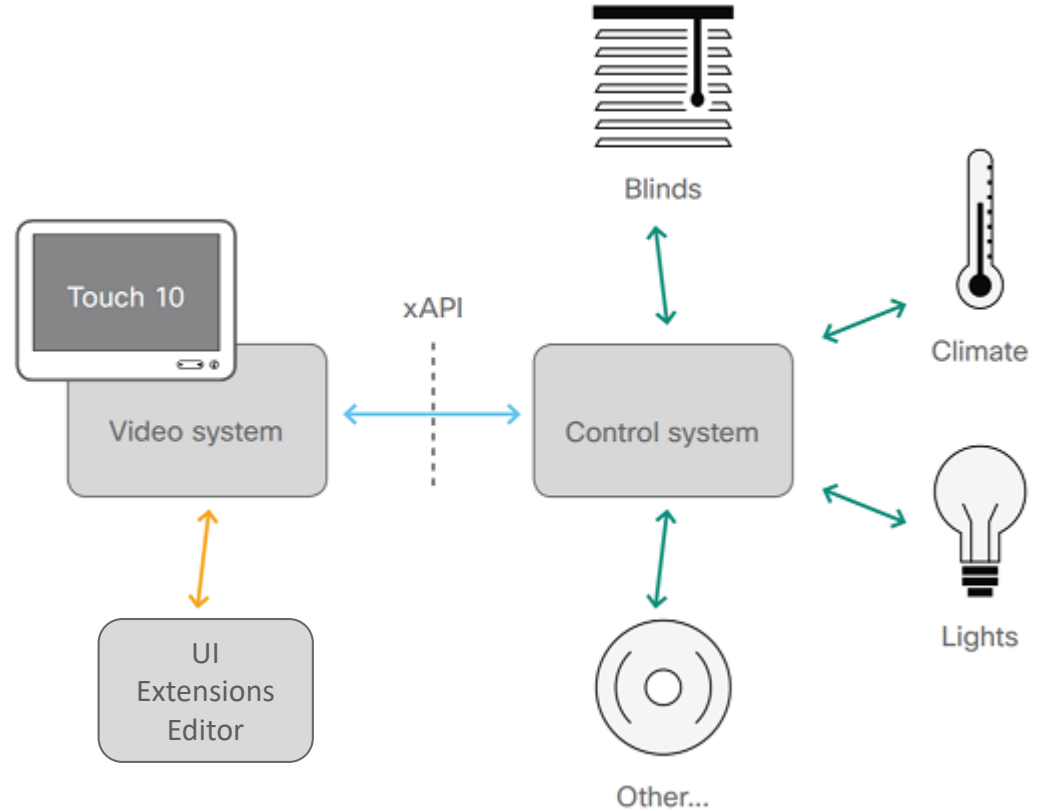 Blinds
Touch 10
xAPI
Climate
Video system
Control system
UI
Extensions
Editor
Lights
Other...